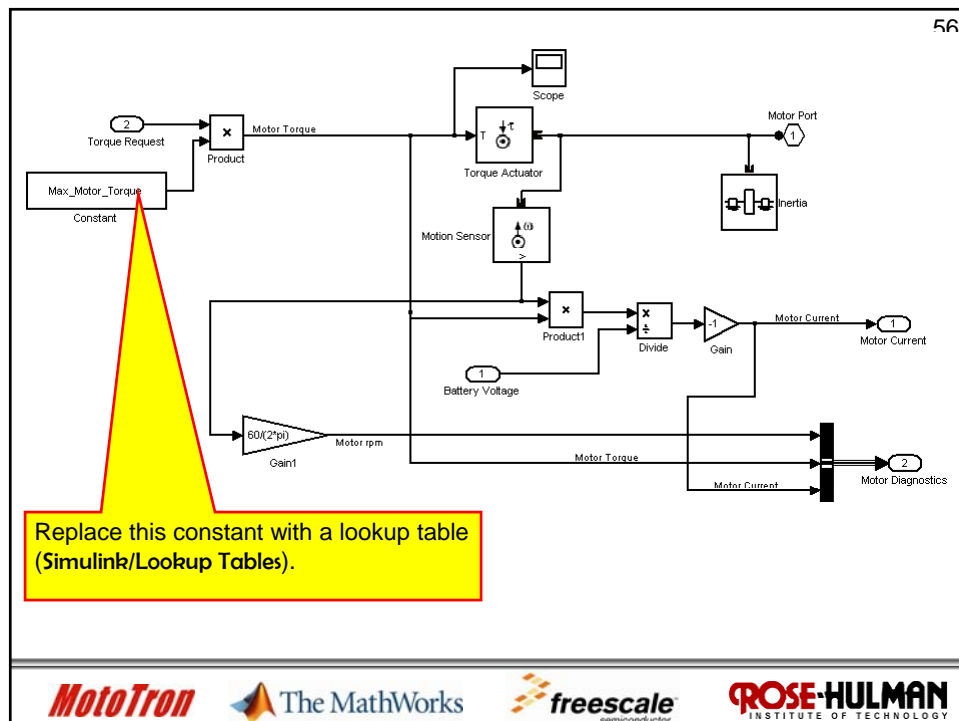 56
Scope
Motor Port
1
2
Torque Request
×
Product
Motor Torque
T
τ
Torque Actuator
Max_Motor_Torque
Constant
Inertia
Motion Sensor
ω
>
×
Product1
×
÷
Divide
-1
Gain
Motor Current
1
Motor Current
1
Battery Voltage
60/(2*pi)
Gain1
Motor rpm
Motor Torque
Motor Current
2
Motor Diagnostics
Replace this constant with a lookup table
(Simulink/Lookup Tables).
MotoTron
The MathWorks
freescale™
semiconductor
ROSE-HULMAN
INSTITUTE OF TECHNOLOGY